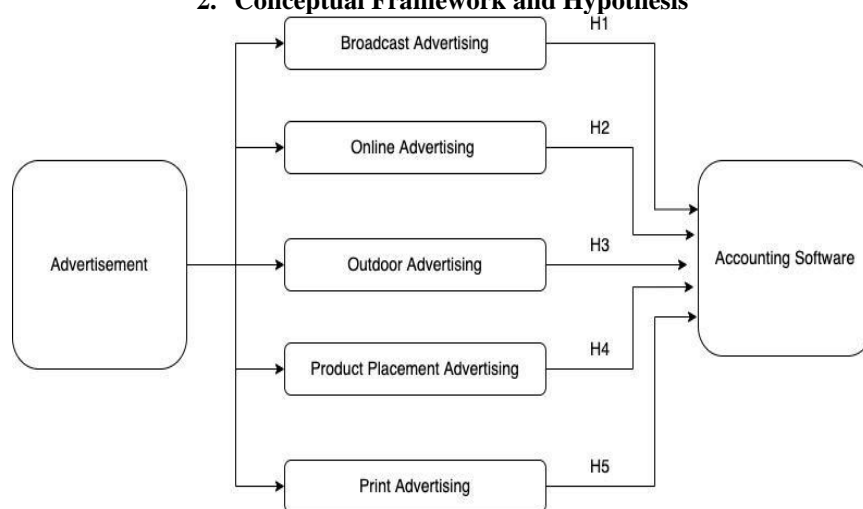 2. Conceptual Framework and Hypothesis
H1
Broadcast Advertising
H2
Online Advertising
Advertisement
H3
Outdoor Advertising
Accounting Software
H4
Product Placement Advertising
H5
Print Advertising